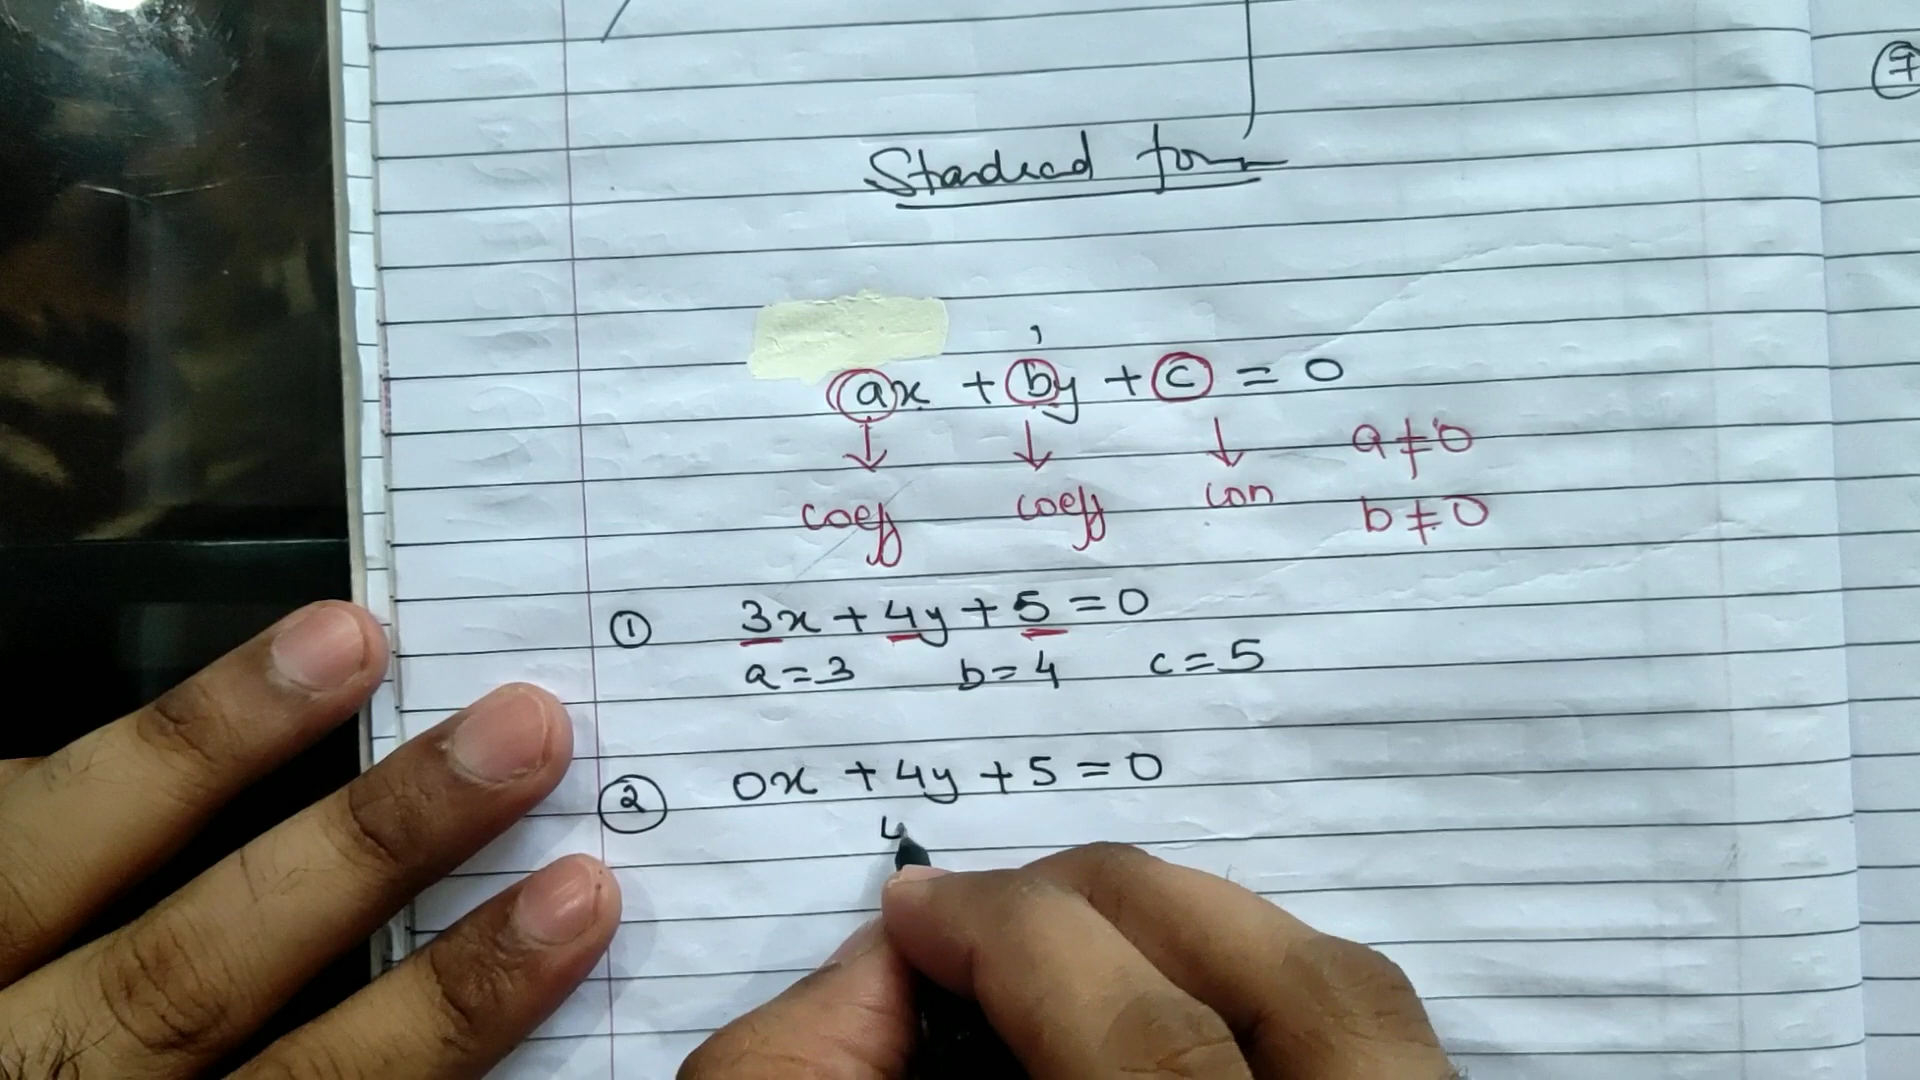 Standard form
ax + by + c = 0
a ≠ 0
coeff coeff con b ≠ 0
① 3x + 4y + 5 = 0
a = 3 b = 4 c = 5
② 0x + 4y + 5 = 0
4